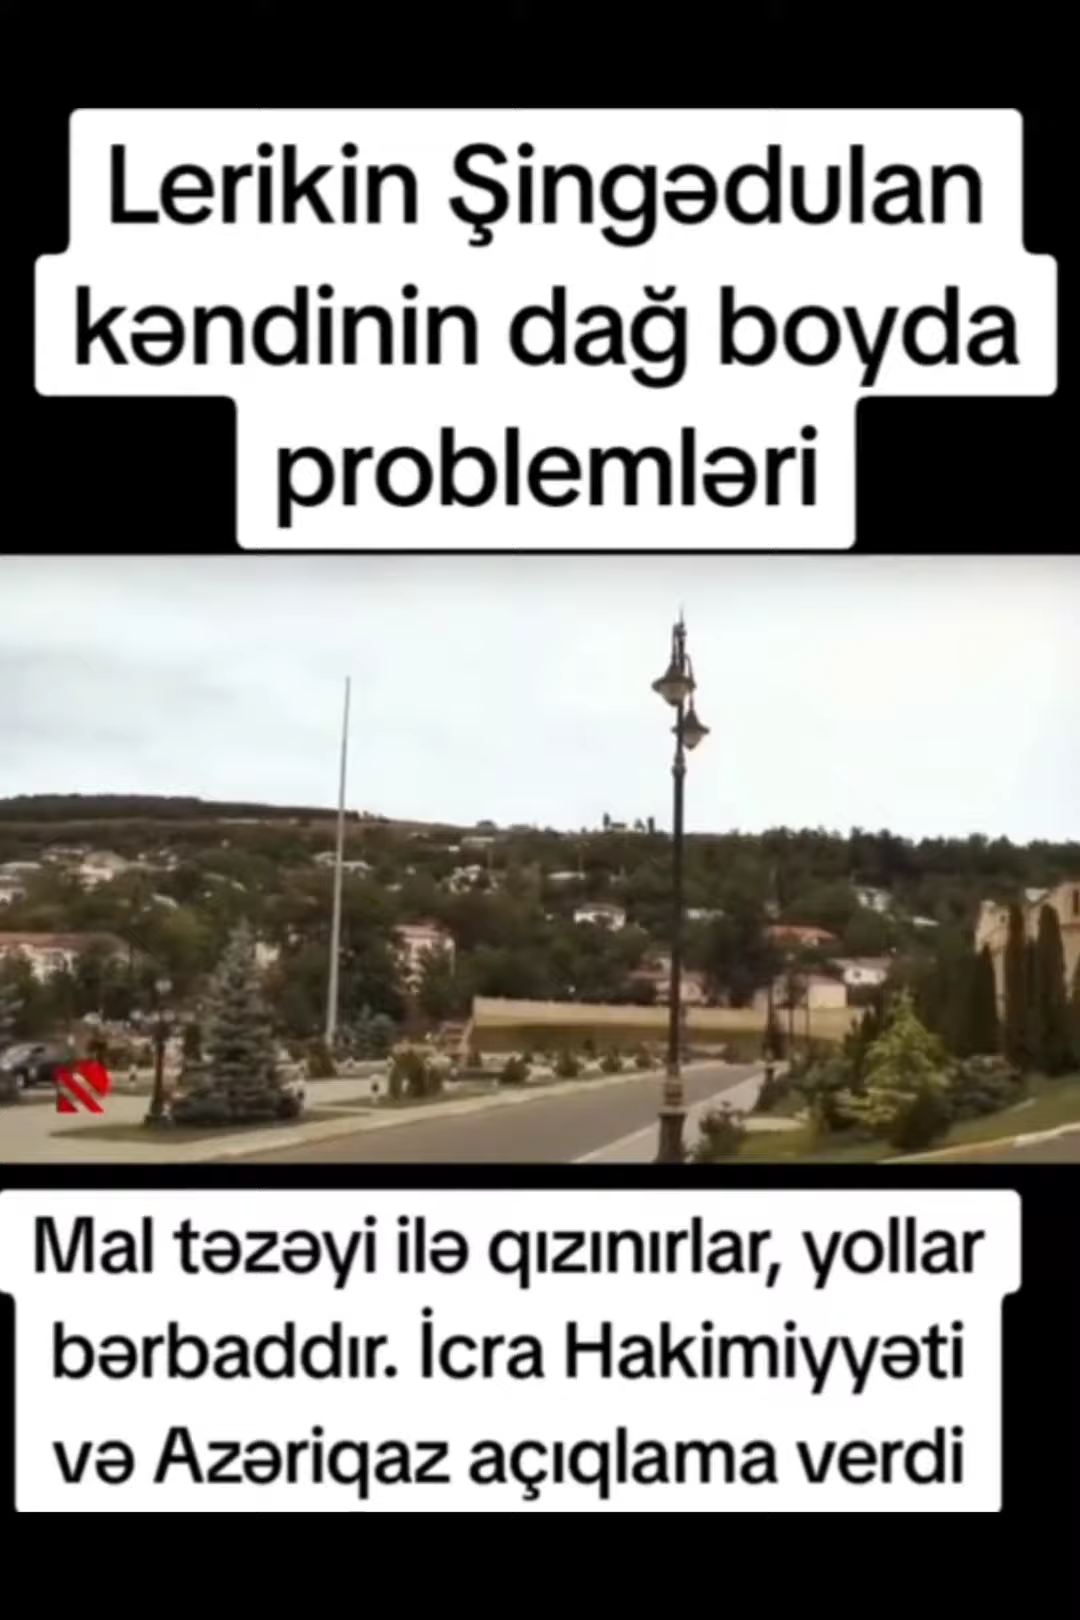 Lerikin Şingədulan
kəndinin dağ boyda
problemləri
Mal təzəyi ilə qızınırlar, yollar
bərbaddır. İcra Hakimiyyəti
və Azəriqaz açıqlama verdi